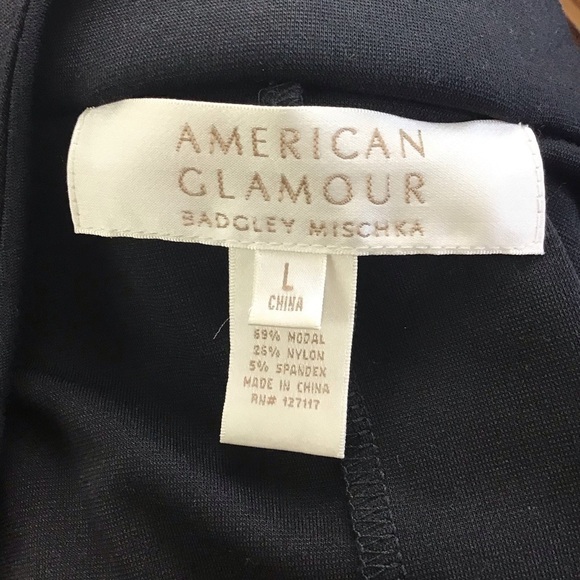 AMERICAN
GLAMOUR
BADGLEY MISCHKA
L
CHINA
69% MODAL
26% NYLON
5% SPANDEX
MADE IN CHINA
RN# 127117